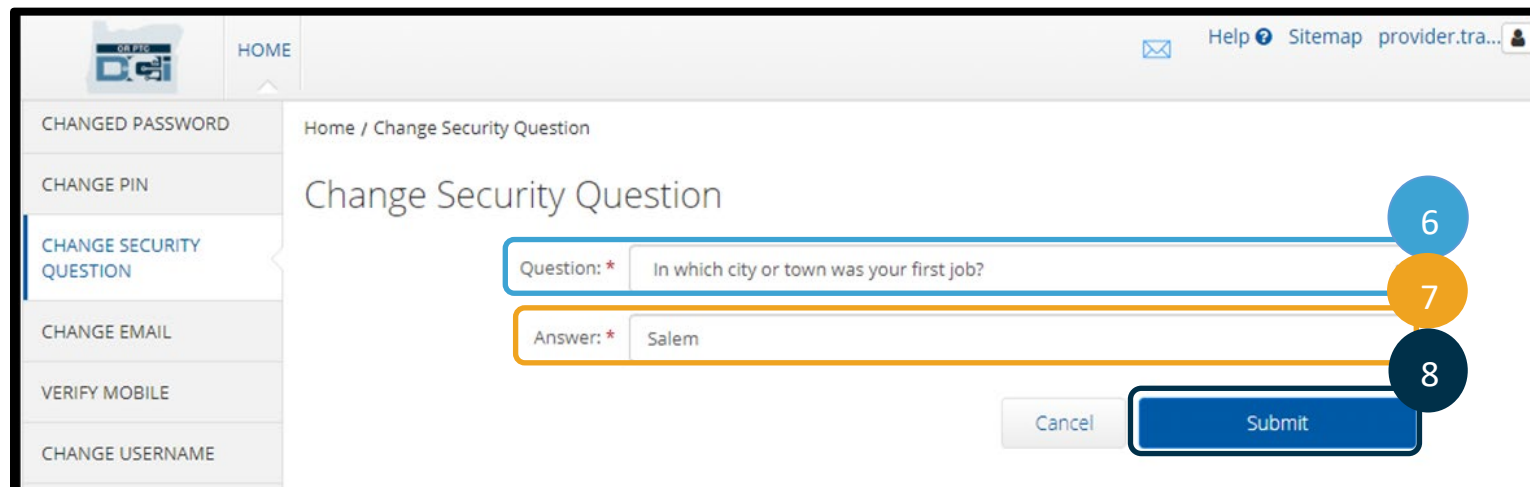 OR PTC
DCi
HOME
Help Sitemap provider.tra...
CHANGED PASSWORD
CHANGE PIN
CHANGE SECURITY
QUESTION
CHANGE EMAIL
VERIFY MOBILE
CHANGE USERNAME
Home / Change Security Question
Change Security Question
6
Question: * In which city or town was your first job?
7
Answer: * Salem
8
Cancel Submit